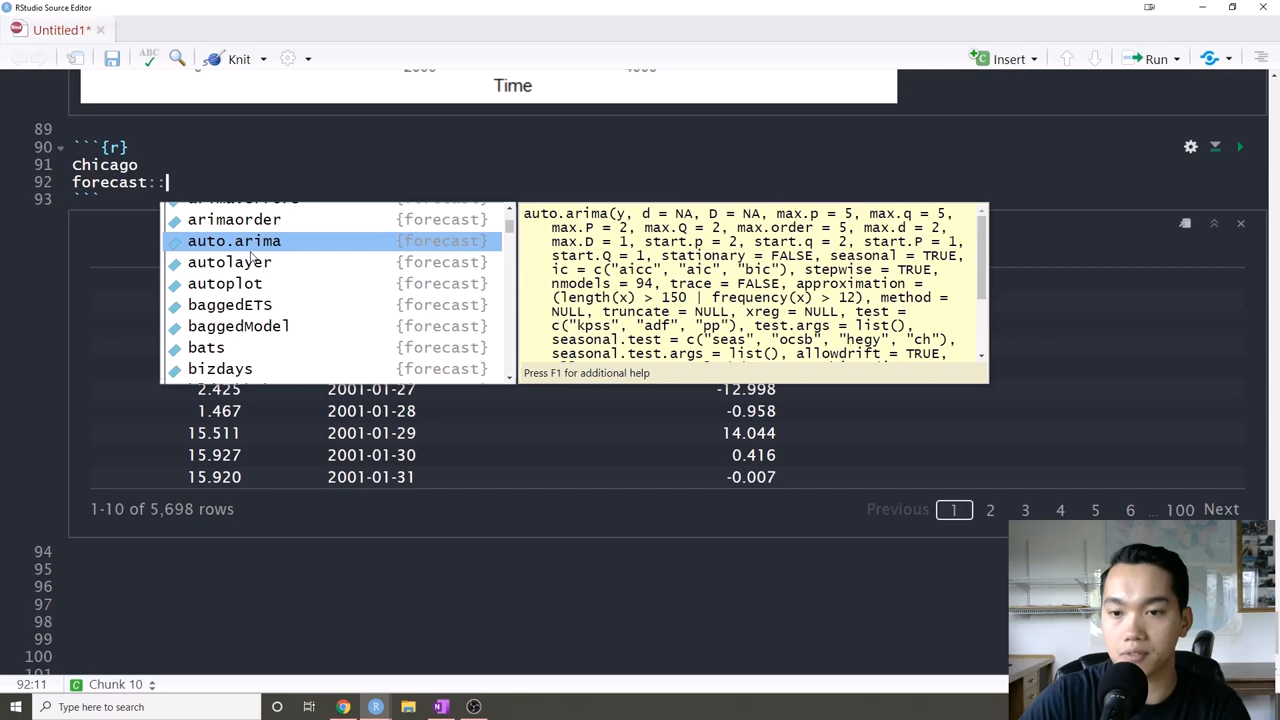 RStudio Source Editor
Untitled1*
ABC
Knit
Insert
Run
2000
4000
Time
89
90 ```{r}
91 Chicago
92 forecast::
93 ```
arimaorder {forecast}
auto.arima {forecast}
autolayer {forecast}
autoplot {forecast}
baggedETS {forecast}
baggedModel {forecast}
bats {forecast}
bizdays {forecast}
auto.arima(y, d = NA, D = NA, max.p = 5, max.q = 5,
max.P = 2, max.Q = 2, max.order = 5, max.d = 2,
max.D = 1, start.p = 2, start.q = 2, start.P = 1,
start.Q = 1, stationary = FALSE, seasonal = TRUE,
ic = c("aicc", "aic", "bic"), stepwise = TRUE,
nmodels = 94, trace = FALSE, approximation =
(length(x) > 150 | frequency(x) > 12), method =
NULL, truncate = NULL, xreg = NULL, test =
c("kpss", "adf", "pp"), test.args = list(),
seasonal.test = c("seas", "ocsb", "hegy", "ch"),
seasonal.test.args = list(), allowdrift = TRUE,
Press F1 for additional help
2.425 2001-01-27 -12.998
1.467 2001-01-28 -0.958
15.511 2001-01-29 14.044
15.927 2001-01-30 0.416
15.920 2001-01-31 -0.007
1-10 of 5,698 rows
Previous 1 2 3 4 5 6 ... 100 Next
94
95
96
97
98
99
100
92:11
C Chunk 10
Type here to search